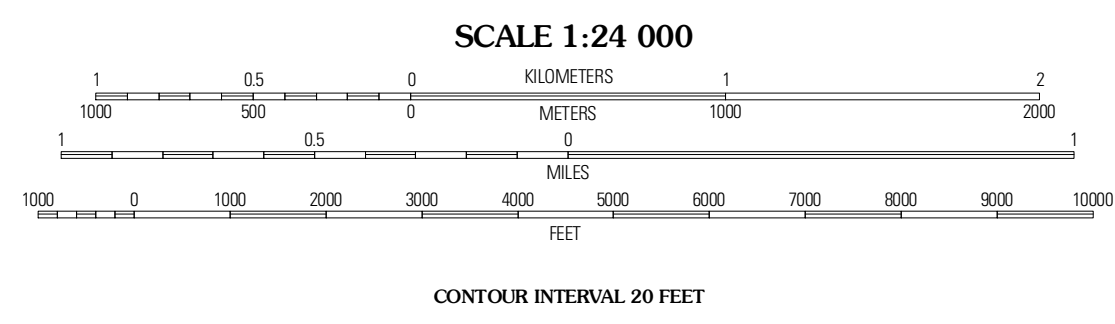 SCALE 1:24 000
1 0.5 0 KILOMETERS 1 2
1000 500 0 METERS 1000 2000
1 0.5 0 1
MILES
1000 0 1000 2000 3000 4000 5000 6000 7000 8000 9000 10000
FEET
CONTOUR INTERVAL 20 FEET